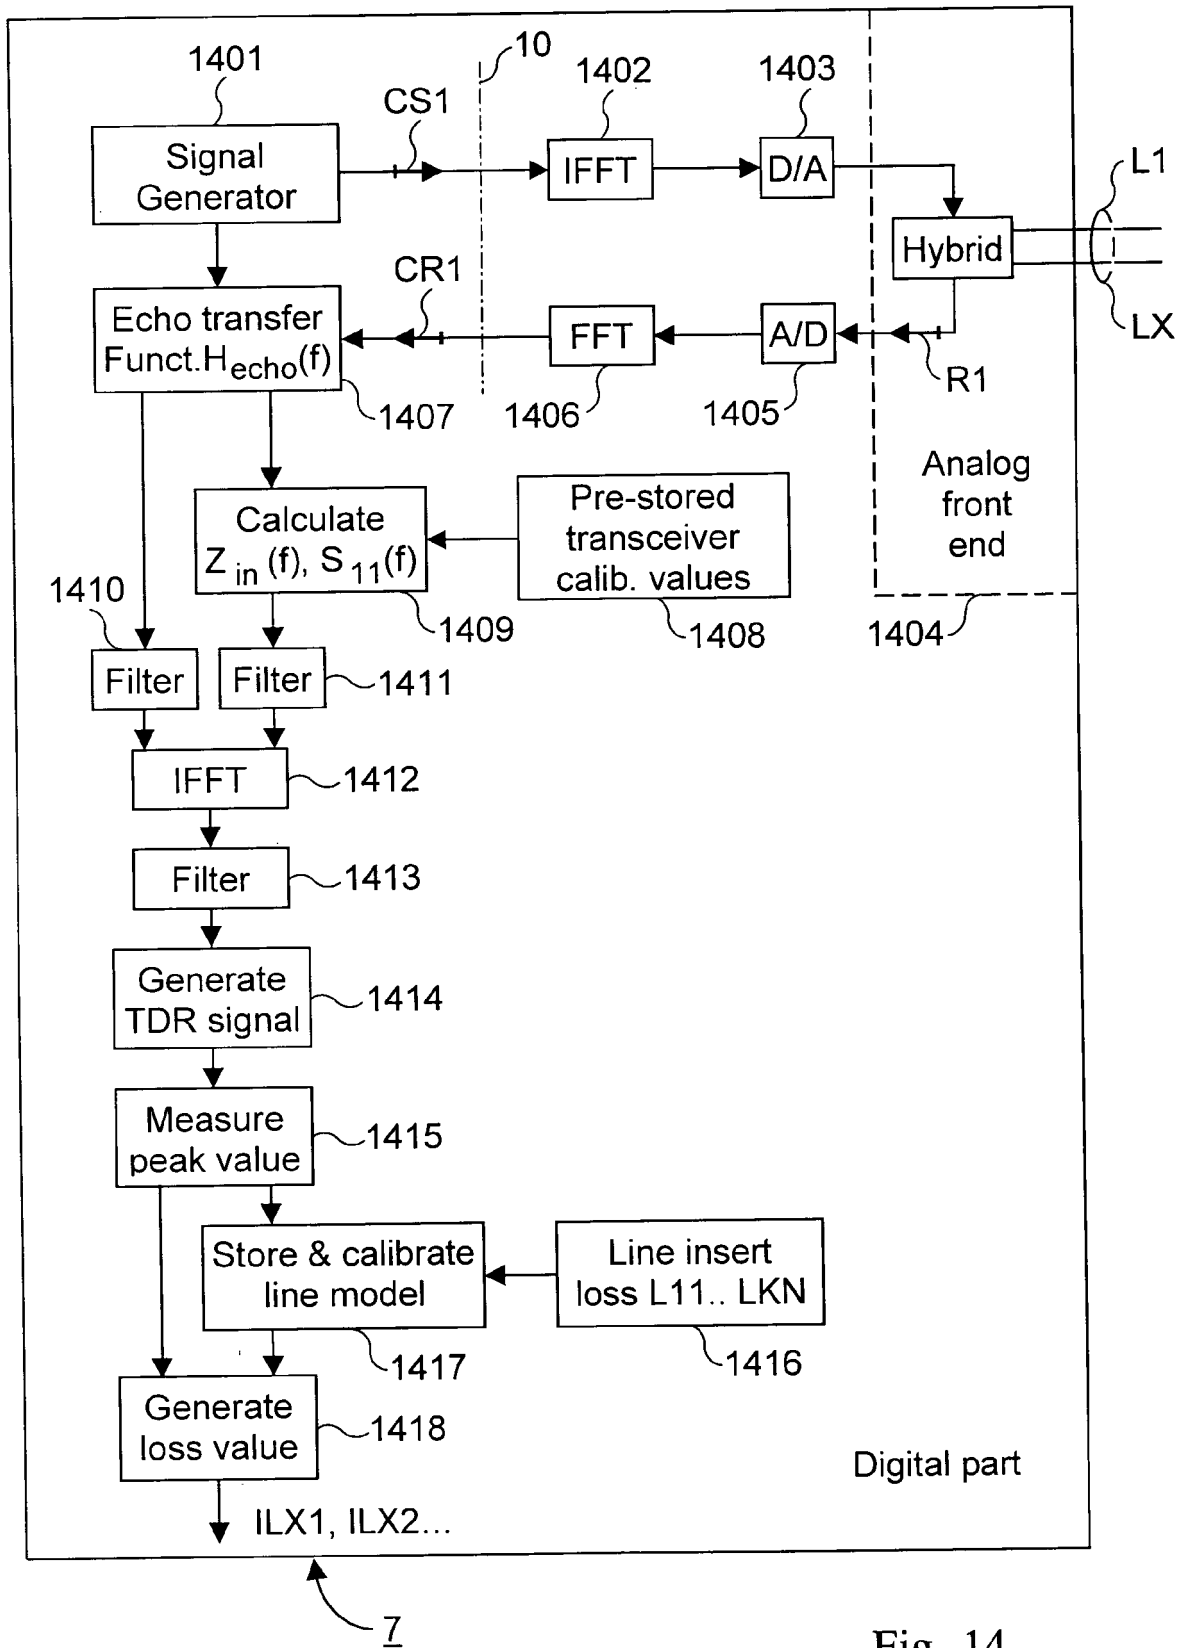 1401
CS1
10
1402
1403
Signal
Generator
IFFT
D/A
L1
Hybrid
LX
CR1
Echo transfer
Funct.Hecho(f)
FFT
A/D
R1
1407
1406
1405
Analog
front
end
Calculate
Z in (f), S 11(f)
Pre-stored
transceiver
calib. values
1410
1409
1408
1404
Filter
Filter
1411
IFFT
1412
Filter
1413
Generate
TDR signal
1414
Measure
peak value
1415
Store & calibrate
line model
Line insert
loss L11.. LKN
1417
1416
Generate
loss value
1418
Digital part
ILX1, ILX2...
7
Fig. 14